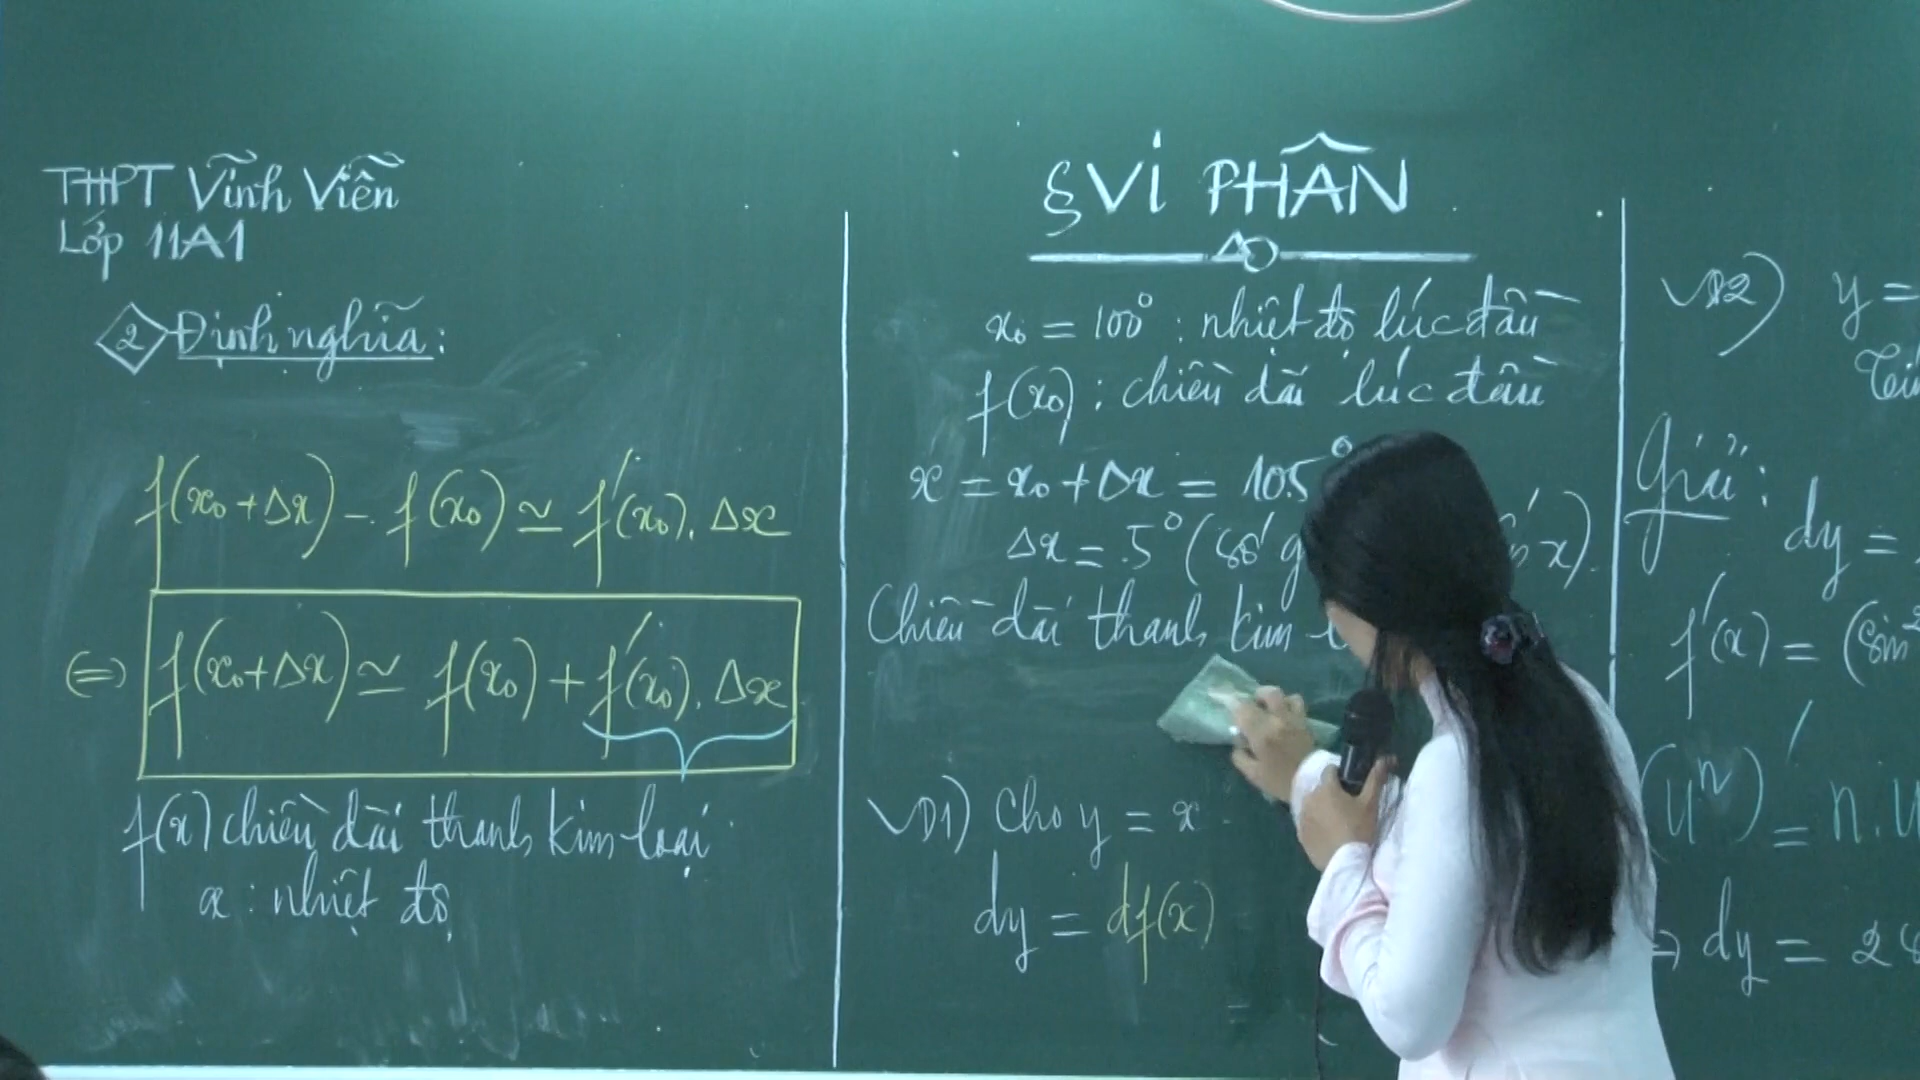 THPT Vĩnh Viễn
Lớp 11A1
2 Định nghĩa:
f(x₀+Δx) - f(x₀) ≃ f'(x₀). Δx
⇔ f(x₀+Δx) ≃ f(x₀) + f'(x₀). Δx
f(x) chiều dài thanh kim loại
x : nhiệt độ
§ VI PHÂN
x₀ = 100° : nhiệt độ lúc đầu
f(x₀) : chiều dài lúc đầu
x = x₀ + Δx = 105°
Δx = 5° (số g x).
Chiều dài thanh kim
VD1) Cho y = x
dy = df(x)
VD2) y =
Giải :
dy =
f'(x) = (sin²
(uⁿ)' = n.u
dy = 2